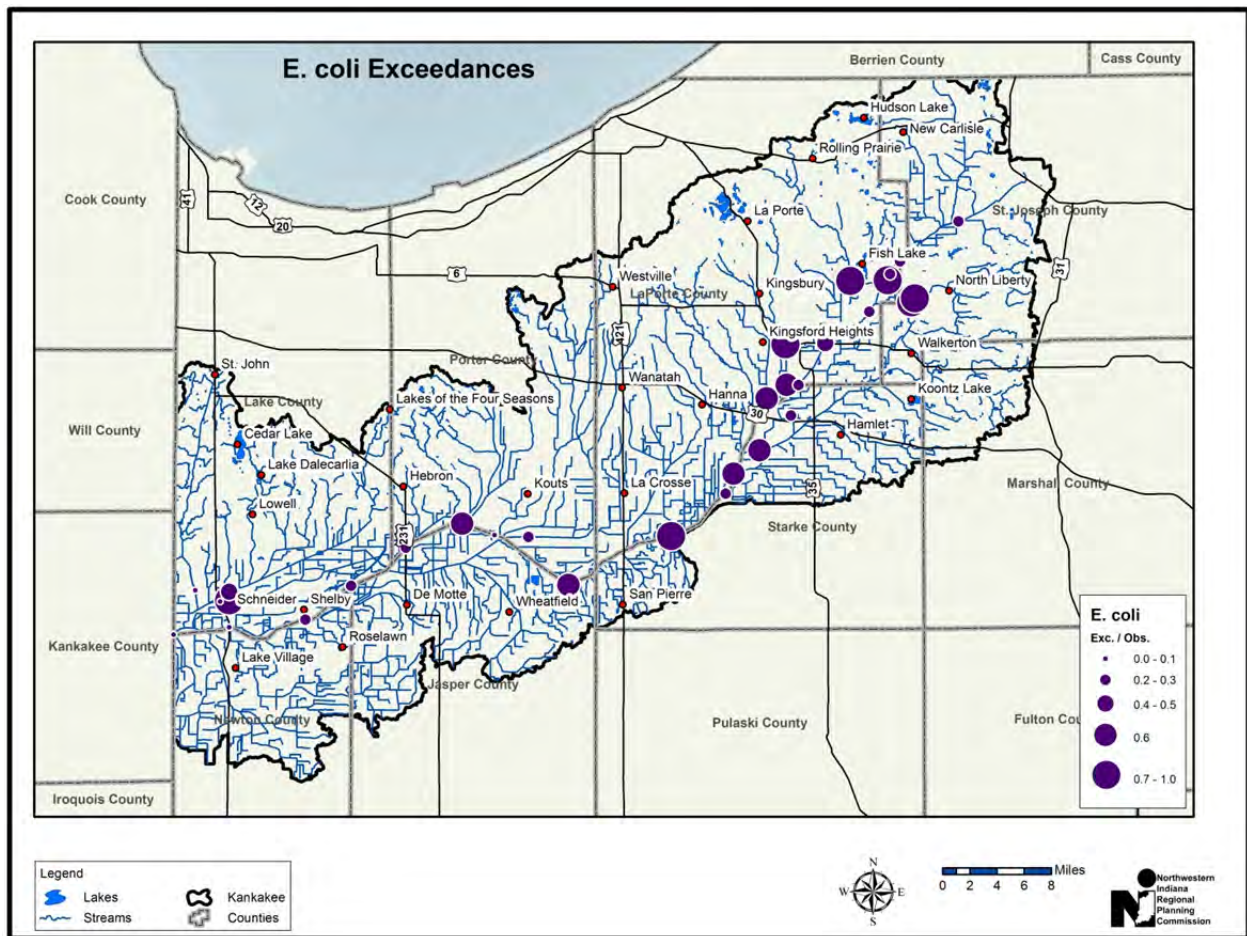 E. coli Exceedances
Berrien County
Cass County
Hudson Lake
New Carlisle
Rolling Prairie
Cook County
41
12
20
St. Joseph County
La Porte
Fish Lake
31
6
Westville
LaPorte County
Kingsbury
North Liberty
421
Kingsford Heights
Porter County
Walkerton
St. John
Wanatah
Lake County
Lakes of the Four Seasons
Hanna
30
Koontz Lake
Will County
Cedar Lake
Hamlet
Lake Dalecarlia
Hebron
Kouts
La Crosse
35
Marshal County
Lowell
Starke County
231
Schneider
Shelby
De Motte
Wheatfield
San Pierre
Kankakee County
Roselawn
Lake Village
Jasper County
Newton County
Pulaski County
Fulton Cou
Iroquois County
E. coli
Exc. / Obs.
0.0 - 0.1
0.2 - 0.3
0.4 - 0.5
0.6
0.7 - 1.0
Legend
Lakes
Kankakee
Streams
Counties
N
W E
S
Miles
0 2 4 6 8
Northwestern
Indiana
Regional
Planning
Commission